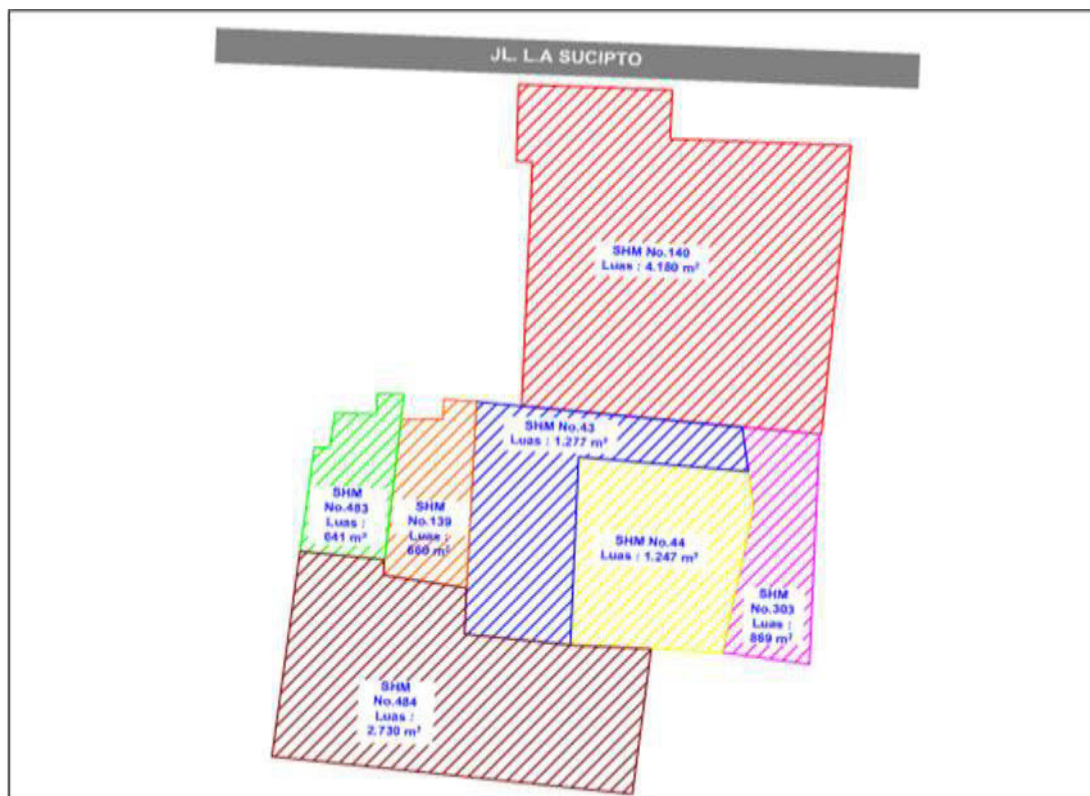 JL. L.A SUCIPTO
SHM No.140
Luas : 4.180 m²
SHM No.43
Luas : 1.277 m²
SHM
No.483
Luas :
641 m²
SHM
No.139
Luas :
660 m²
SHM No.44
Luas : 1.247 m²
SHM
No.303
Luas :
869 m²
SHM
No.484
Luas :
2.730 m²